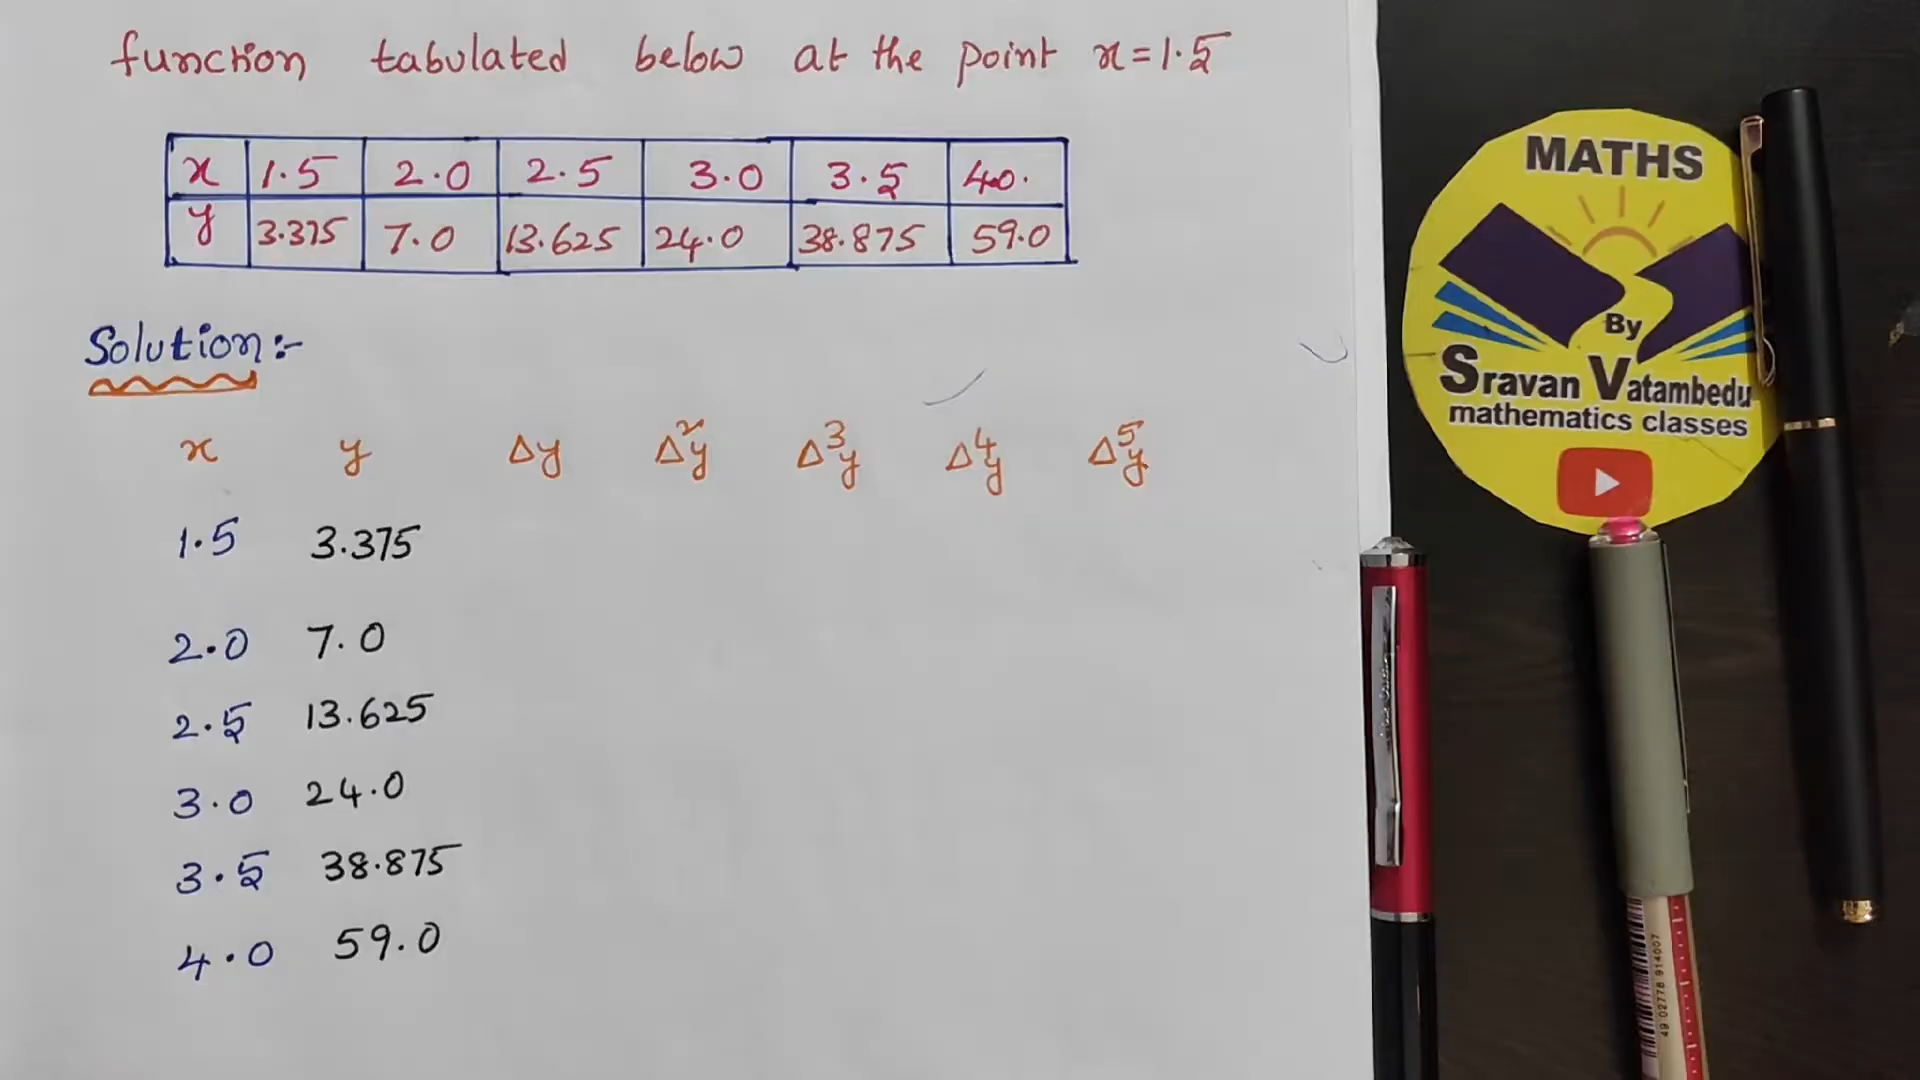 function tabulated below at the point x=1.5
x 1.5 2.0 2.5 3.0 3.5 4.0.
y 3.375 7.0 13.625 24.0 38.875 59.0
Solution:-
x y Δy Δ²y Δ³y Δ⁴y Δ⁵y
1.5 3.375
2.0 7.0
2.5 13.625
3.0 24.0
3.5 38.875
4.0 59.0
MATHS
By
Sravan Vatambedu
mathematics classes
49 02778 914007